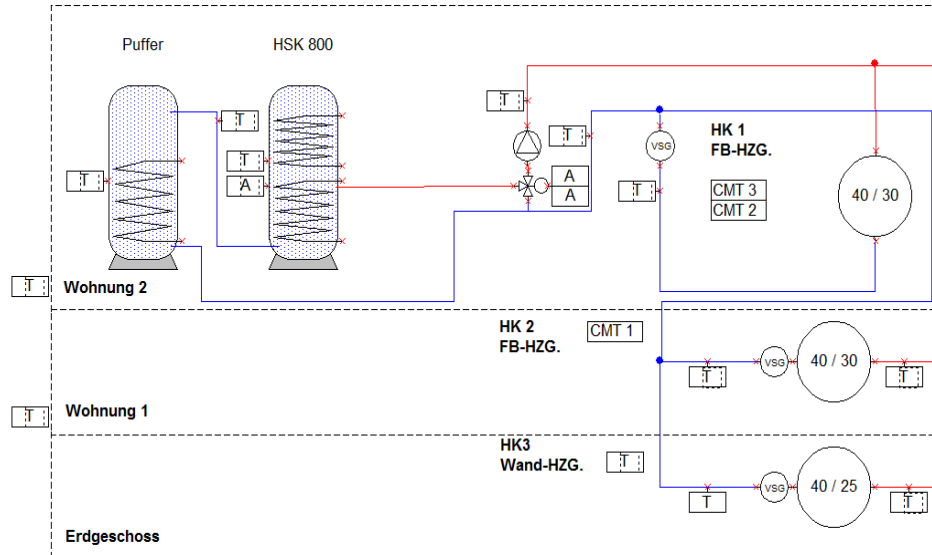 Puffer
HSK 800
T
T
T
T
T
A
A
A
VSG
T
HK 1
FB-HZG.
CMT 3
CMT 2
40 / 30
T
Wohnung 2
HK 2
FB-HZG.
CMT 1
T
VSG
40 / 30
T
T
Wohnung 1
HK3
Wand-HZG.
T
T
VSG
40 / 25
T
Erdgeschoss